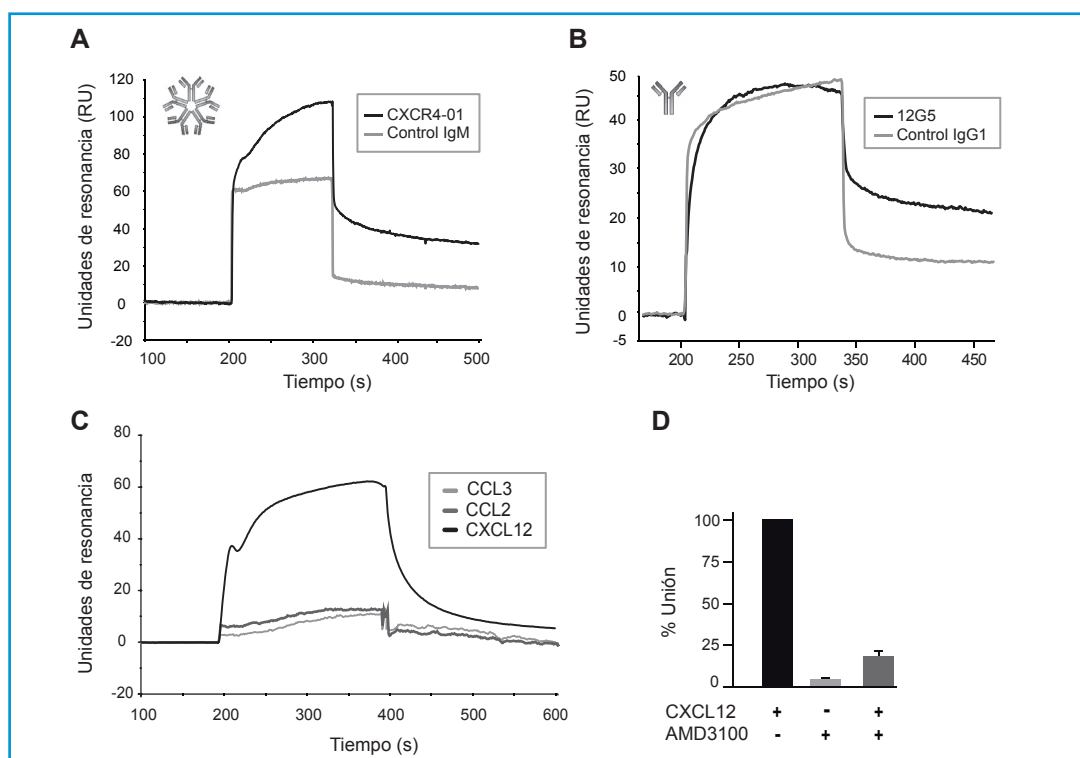 A
Unidades de resonancia (RU)
120
100
80
60
40
20
0
-20
CXCR4-01
Control IgM
100 200 300 400 500
Tiempo (s)
B
Unidades de resonancia (RU)
50
40
30
20
10
0
-5
12G5
Control IgG1
200 250 300 350 400 450
Tiempo (s)
C
Unidades de resonancia
80
60
40
20
0
-20
CCL3
CCL2
CXCL12
100 200 300 400 500 600
Tiempo (s)
D
% Unión
100
75
50
25
0
CXCL12 + - +
AMD3100 - + +